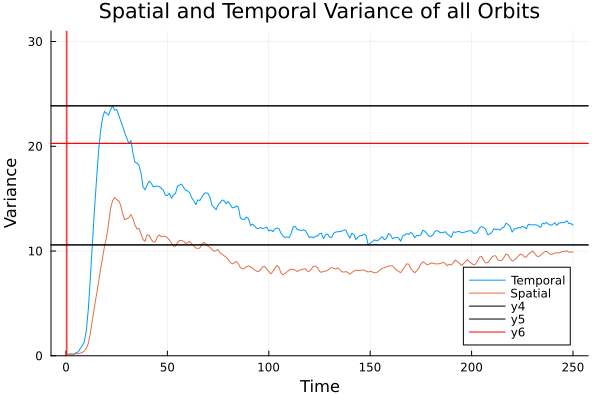 Spatial and Temporal Variance of all Orbits
Variance
30
20
10
0
0 50 100 150 200 250
Time
Temporal
Spatial
y4
y5
y6